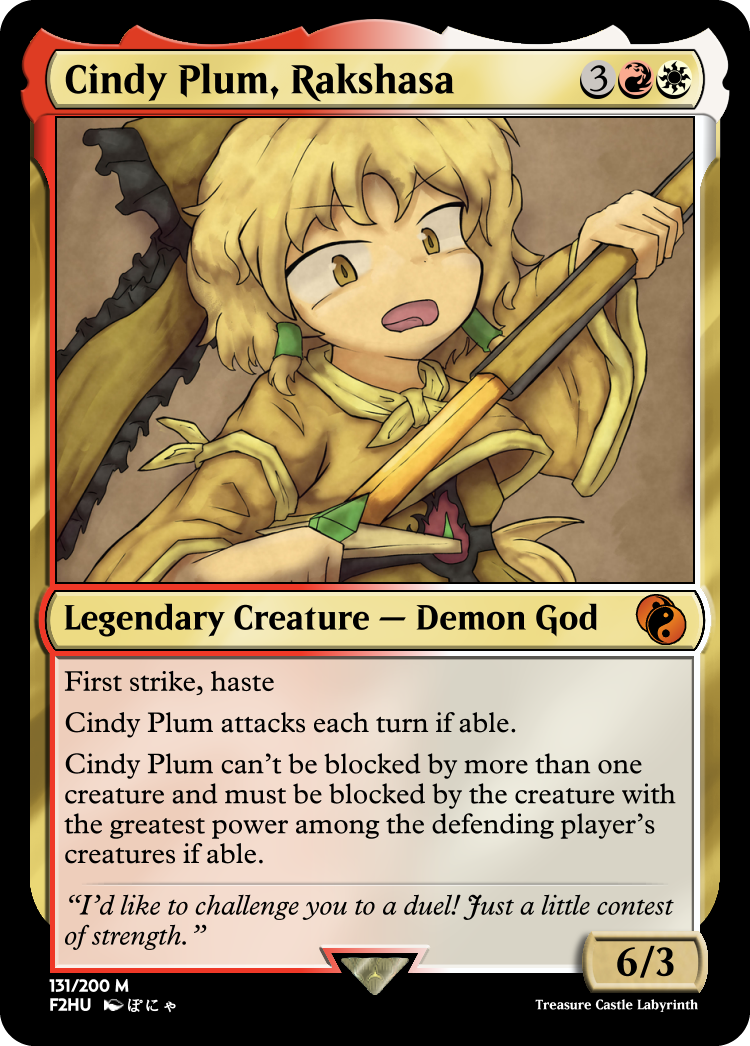 Cindy Plum, Rakshasa
3
Legendary Creature — Demon God
First strike, haste
Cindy Plum attacks each turn if able.
Cindy Plum can't be blocked by more than one
creature and must be blocked by the creature with
the greatest power among the defending player's
creatures if able.
“I'd like to challenge you to a duel! Just a little contest
of strength.”
6/3
131/200 M
F2HU ぽにゃ
Treasure Castle Labyrinth